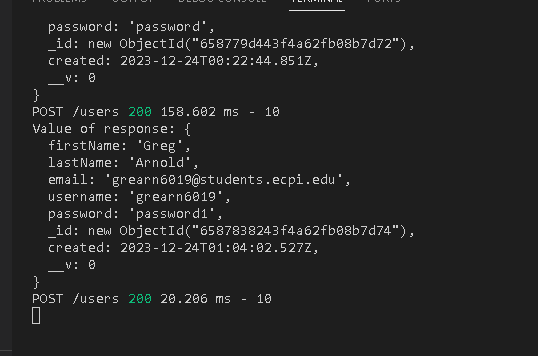 TERMINAL
password: 'password',
_id: new ObjectId("658779d443f4a62fb08b7d72"),
created: 2023-12-24T00:22:44.851Z,
__v: 0
}
POST /users 200 158.602 ms - 10
Value of response: {
firstName: 'Greg',
lastName: 'Arnold',
email: 'grearn6019@students.ecpi.edu',
username: 'grearn6019',
password: 'password1',
_id: new ObjectId("6587838243f4a62fb08b7d74"),
created: 2023-12-24T01:04:02.527Z,
__v: 0
}
POST /users 200 20.206 ms - 10